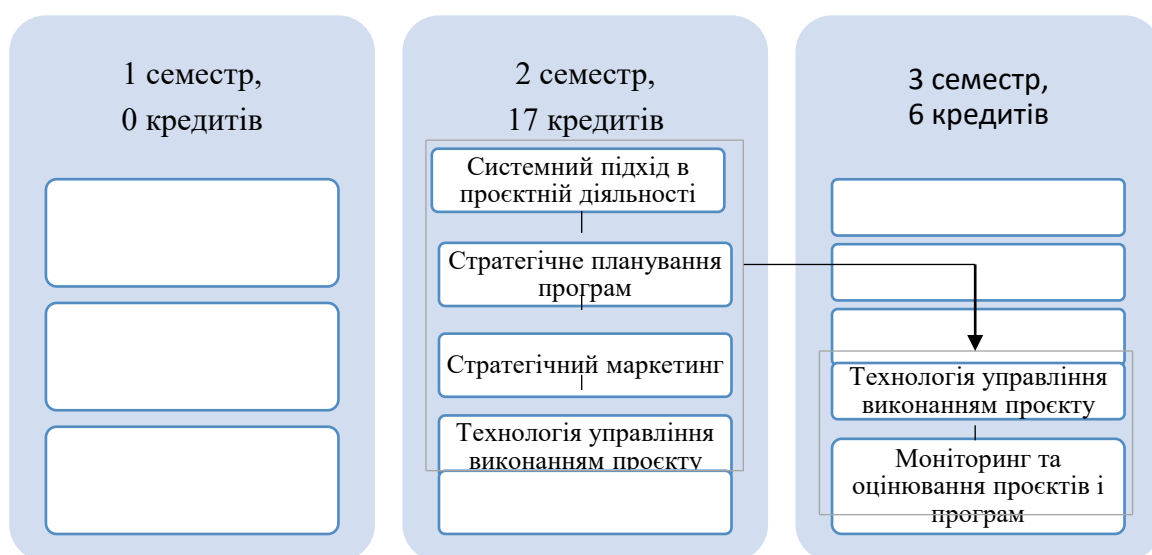 1 семестр,
0 кредитів
2 семестр,
17 кредитів
Системний підхід в
проєктній діяльності
Стратегічне планування
програм
Стратегічний маркетинг
Технологія управління
виконанням проєкту
3 семестр,
6 кредитів
Технологія управління
виконанням проєкту
Моніторинг та
оцінювання проєктів і
програм